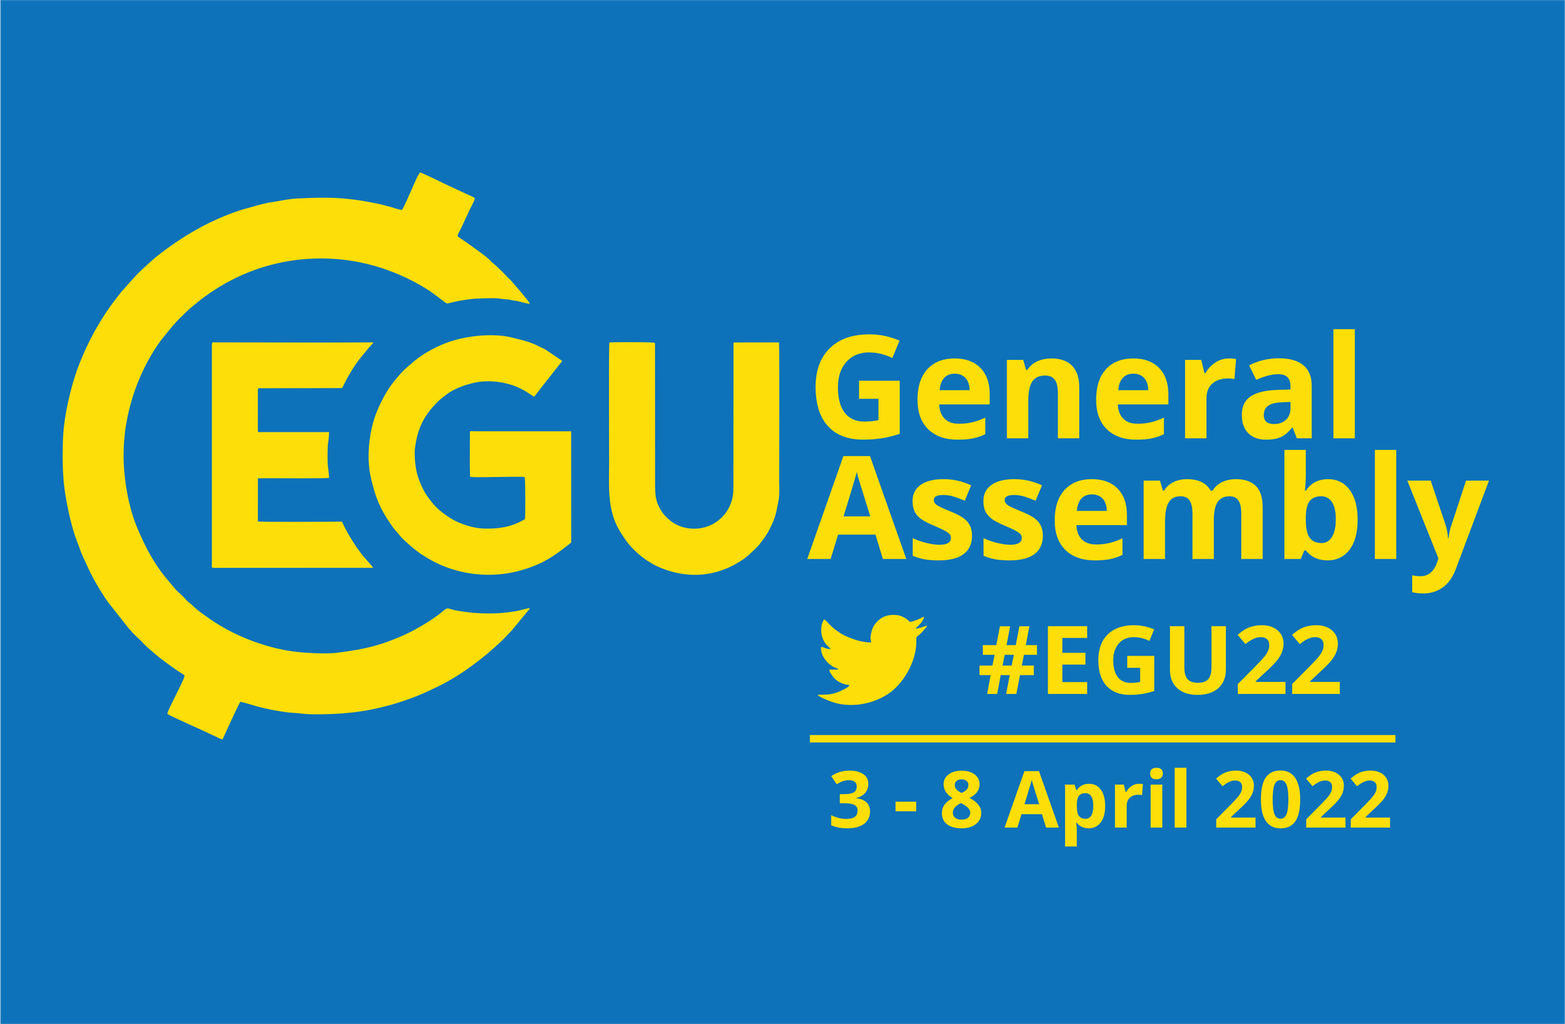 EGU
General
Assembly
#EGU22
3 - 8 April 2022